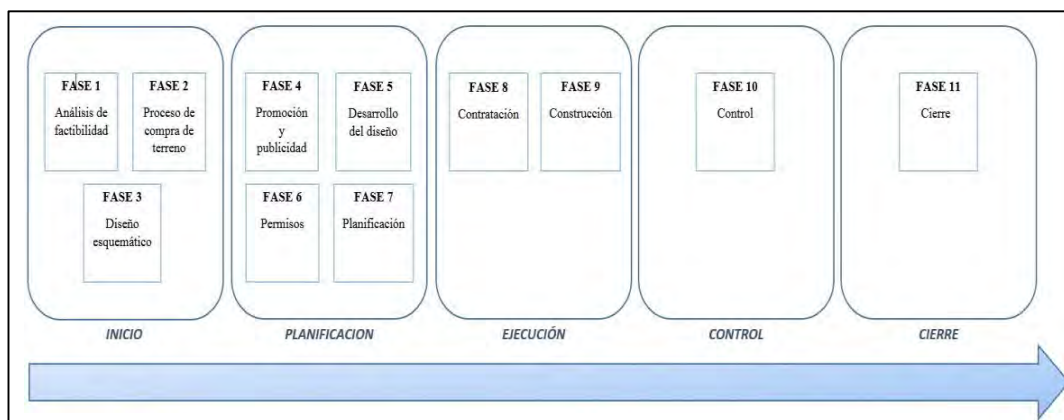 FASE 1
Análisis de
factibilidad
FASE 2
Proceso de
compra de
terreno
FASE 3
Diseño
esquemático
FASE 4
Promoción
y
publicidad
FASE 5
Desarrollo
del diseño
FASE 6
Permisos
FASE 7
Planificación
FASE 8
Contratación
FASE 9
Construcción
FASE 10
Control
FASE 11
Cierre
INICIO
PLANIFICACION
EJECUCIÓN
CONTROL
CIERRE